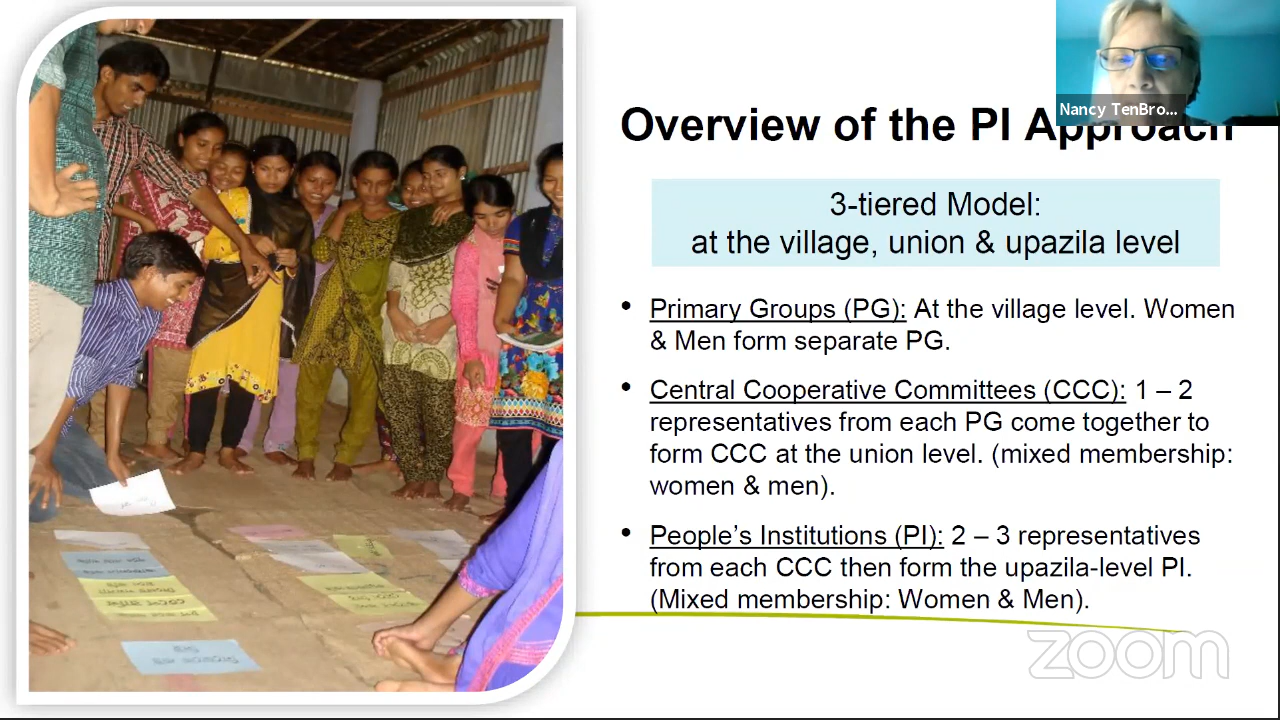 Nancy TenBro...
Overview of the PI Approach
3-tiered Model:
at the village, union & upazila level
• Primary Groups (PG): At the village level. Women
& Men form separate PG.
• Central Cooperative Committees (CCC): 1 – 2
representatives from each PG come together to
form CCC at the union level. (mixed membership:
women & men).
• People's Institutions (PI): 2 – 3 representatives
from each CCC then form the upazila-level PI.
(Mixed membership: Women & Men).
zoom